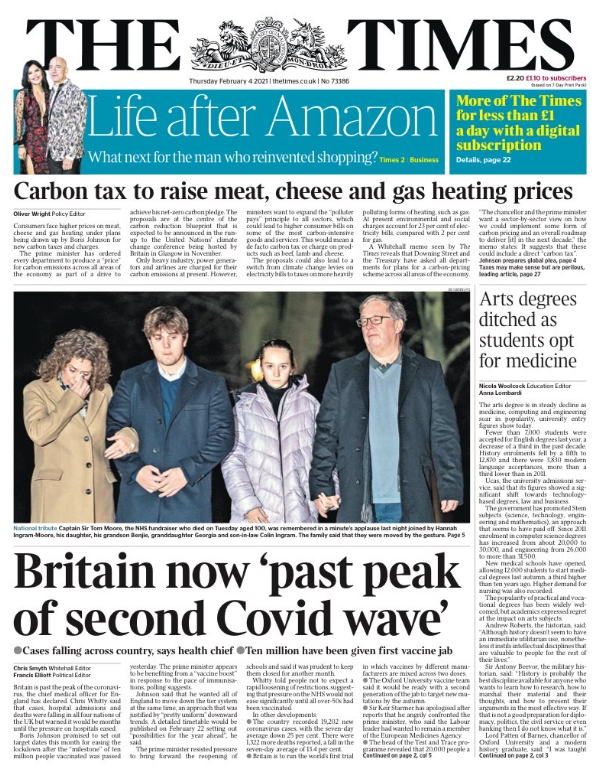 THE TIMES
DIEU ET MON DROIT
Thursday February 4 2021 | thetimes.co.uk | No 73386
£2.20 £1.10 to subscribers
(based on 7 Day Print Pack)
Life after Amazon
What next for the man who reinvented shopping? Times 2 | Business
More of The Times
for less than £1
a day with a digital
subscription
Details, page 22
Carbon tax to raise meat, cheese and gas heating prices
Oliver Wright Policy Editor
Consumers face higher prices on meat,
cheese and gas heating under plans
being drawn up by Boris Johnson for
new carbon taxes and charges.
The prime minister has ordered
every department to produce a "price"
for carbon emissions across all areas of
the economy as part of a drive to
achieve his net-zero carbon pledge. The
proposals are at the centre of the
carbon reduction blueprint that is
expected to be announced in the run-
up to the United Nations' climate
change conference being hosted by
Britain in Glasgow in November.
Only heavy industry, power genera-
tors and airlines are charged for their
carbon emissions at present. However,
ministers want to expand the "polluter
pays" principle to all sectors, which
could lead to higher consumer bills on
some of the most carbon-intensive
goods and services. This would mean a
de facto carbon tax or charge on prod-
ucts such as beef, lamb and cheese.
The proposals could also lead to a
switch from climate change levies on
electricity bills to taxes on more heavily
polluting forms of heating, such as gas.
At present environmental and social
charges account for 23 per cent of elec-
tricity bills, compared with 2 per cent
for gas.
A Whitehall memo seen by The
Times reveals that Downing Street and
the Treasury have asked all depart-
ments for plans for a carbon-pricing
scheme across all areas of the economy.
"The chancellor and the prime minister
want a sector-by-sector view on how
we could implement some form of
carbon pricing and an overall roadmap
to deliver [it] in the next decade," the
memo states. It suggests that these
could include a direct "carbon tax".
Johnson prepares global plea, page 4
Taxes may make sense but are perilous,
leading article, page 27
National tribute Captain Sir Tom Moore, the NHS fundraiser who died on Tuesday aged 100, was remembered in a minute's applause last night joined by Hannah
Ingram-Moore, his daughter, his grandson Benjie, granddaughter Georgia and son-in-law Colin Ingram. The family said that they were moved by the gesture. Page 5
Arts degrees
ditched as
students opt
for medicine
Nicola Woolcock Education Editor
Anna Lombardi
The arts degree is in steady decline as
medicine, computing and engineering
soar in popularity, university entry
figures show today.
Fewer than 7,000 students were
accepted for English degrees last year, a
decrease of a third in the past decade.
History enrolments fell by a fifth to
12,870 and there were 3,830 modern
language acceptances, more than a
third lower than in 2011.
Ucas, the university admissions ser-
vice, said that its figures showed a sig-
nificant shift towards technology-
based degrees, law and business.
The government has promoted Stem
subjects (science, technology, engin-
eering and mathematics), an approach
that seems to have paid off. Since 2011
enrolment in computer science degrees
has increased from about 20,000 to
30,000, and engineering from 26,000
to more than 31,500.
New medical schools have opened,
allowing 12,000 students to start medi-
cal degrees last autumn, a third higher
than ten years ago. Higher demand for
nursing was also recorded.
The popularity of practical and voca-
tional degrees has been widely wel-
comed, but academics expressed regret
at the impact on arts subjects.
Andrew Roberts, the historian, said:
"Although history doesn't seem to have
an immediate utilitarian use, nonethe-
less it instils intellectual disciplines that
are valuable to people for the rest of
their lives."
Sir Antony Beevor, the military his-
torian, said: "History is probably the
best discipline available for anyone who
wants to learn how to research, how to
marshal their material and their
thoughts, and how to present their
arguments in the most effective way. If
that is not a good preparation for diplo-
macy, politics, the civil service or even
banking then I do not know what it is."
Lord Patten of Barnes, chancellor of
Oxford University and a modern
history graduate, said: "I was taught
Continued on page 2, col 3
Britain now 'past peak
of second Covid wave'
●Cases falling across country, says health chief ●Ten million have been given first vaccine jab
Chris Smyth Whitehall Editor
Francis Elliott Political Editor
Britain is past the peak of the coronavi-
rus, the chief medical officer for Eng-
land has declared. Chris Whitty said
that cases, hospital admissions and
deaths were falling in all four nations of
the UK but warned it would be months
until the pressure on hospitals eased.
Boris Johnson promised to set out
target dates this month for easing the
lockdown after the "milestone" of ten
million people vaccinated was passed
yesterday. The prime minister appears
to be benefiting from a "vaccine boost"
in response to the pace of immunisa-
tions, polling suggests.
Johnson said that he wanted all of
England to move down the tier system
at the same time, an approach that was
justified by "pretty uniform" downward
trends. A detailed timetable would be
published on February 22 setting out
"possibilities for the year ahead", he
said.
The prime minister resisted pressure
to bring forward the reopening of
schools and said it was prudent to keep
them closed for another month.
Whitty told people not to expect a
rapid loosening of restrictions, suggest-
ing that pressure on the NHS would not
ease significantly until all over-50s had
been vaccinated.
In other developments:
● The country recorded 19,202 new
coronavirus cases, with the seven-day
average down 25 per cent. There were
1,322 more deaths reported, a fall in the
seven-day average of 13.4 per cent.
● Britain is to run the world's first trial
in which vaccines by different manu-
facturers are mixed across two doses.
● The Oxford University vaccine team
said it would be ready with a second
generation of the jab to target new mu-
tations by the autumn.
● Sir Keir Starmer has apologised after
reports that he angrily confronted the
prime minister, who said the Labour
leader had wanted to remain a member
of the European Medicines Agency.
● The head of the Test and Trace pro-
gramme revealed that 20,000 people a
Continued on page 2, col 5